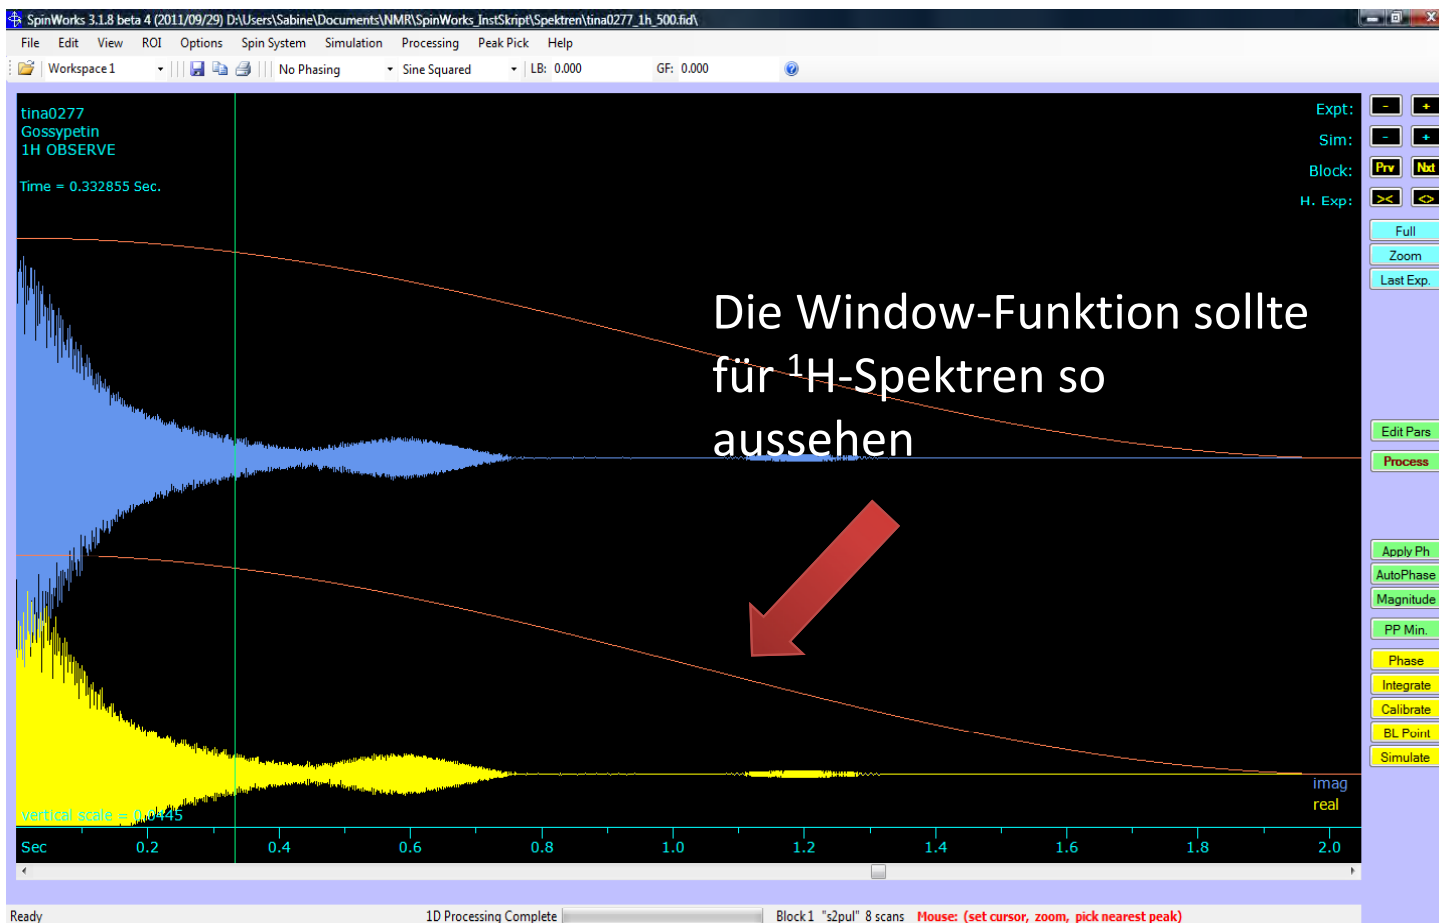 SpinWorks 3.1.8 beta 4 (2011/09/29) D:\Users\Sabine\Documents\NMR\SpinWorks_InstSkript\Spektren\tina0277_1h_500.fid\
File Edit View ROI Options Spin System Simulation Processing Peak Pick Help
Workspace 1 No Phasing Sine Squared LB: 0.000 GF: 0.000
tina0277
Gossypetin
1H OBSERVE
Time = 0.332855 Sec.
Expt: - +
Sim: - +
Block: Prv Nxt
H. Exp: >< <>
Full
Zoom
Last Exp.
Die Window-Funktion sollte
für ¹H-Spektren so
aussehen
Edit Pars
Process
Apply Ph
AutoPhase
Magnitude
PP Min.
Phase
Integrate
Calibrate
BL Point
Simulate
imag
real
vertical scale = 0.0445
Sec 0.2 0.4 0.6 0.8 1.0 1.2 1.4 1.6 1.8 2.0
Ready 1D Processing Complete Block 1 "s2pul" 8 scans Mouse: (set cursor, zoom, pick nearest peak)